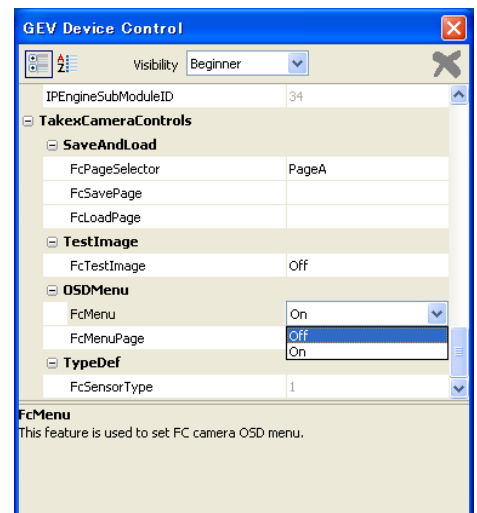 GEV Device Control
Visibility Beginner
IPEngineSubModuleID 34
TakexCameraControls
SaveAndLoad
FcPageSelector PageA
FcSavePage
FcLoadPage
TestImage
FcTestImage Off
OSDMenu
FcMenu On
FcMenuPage Off
On
TypeDef
FcSensorType 1
FcMenu
This feature is used to set FC camera OSD menu.